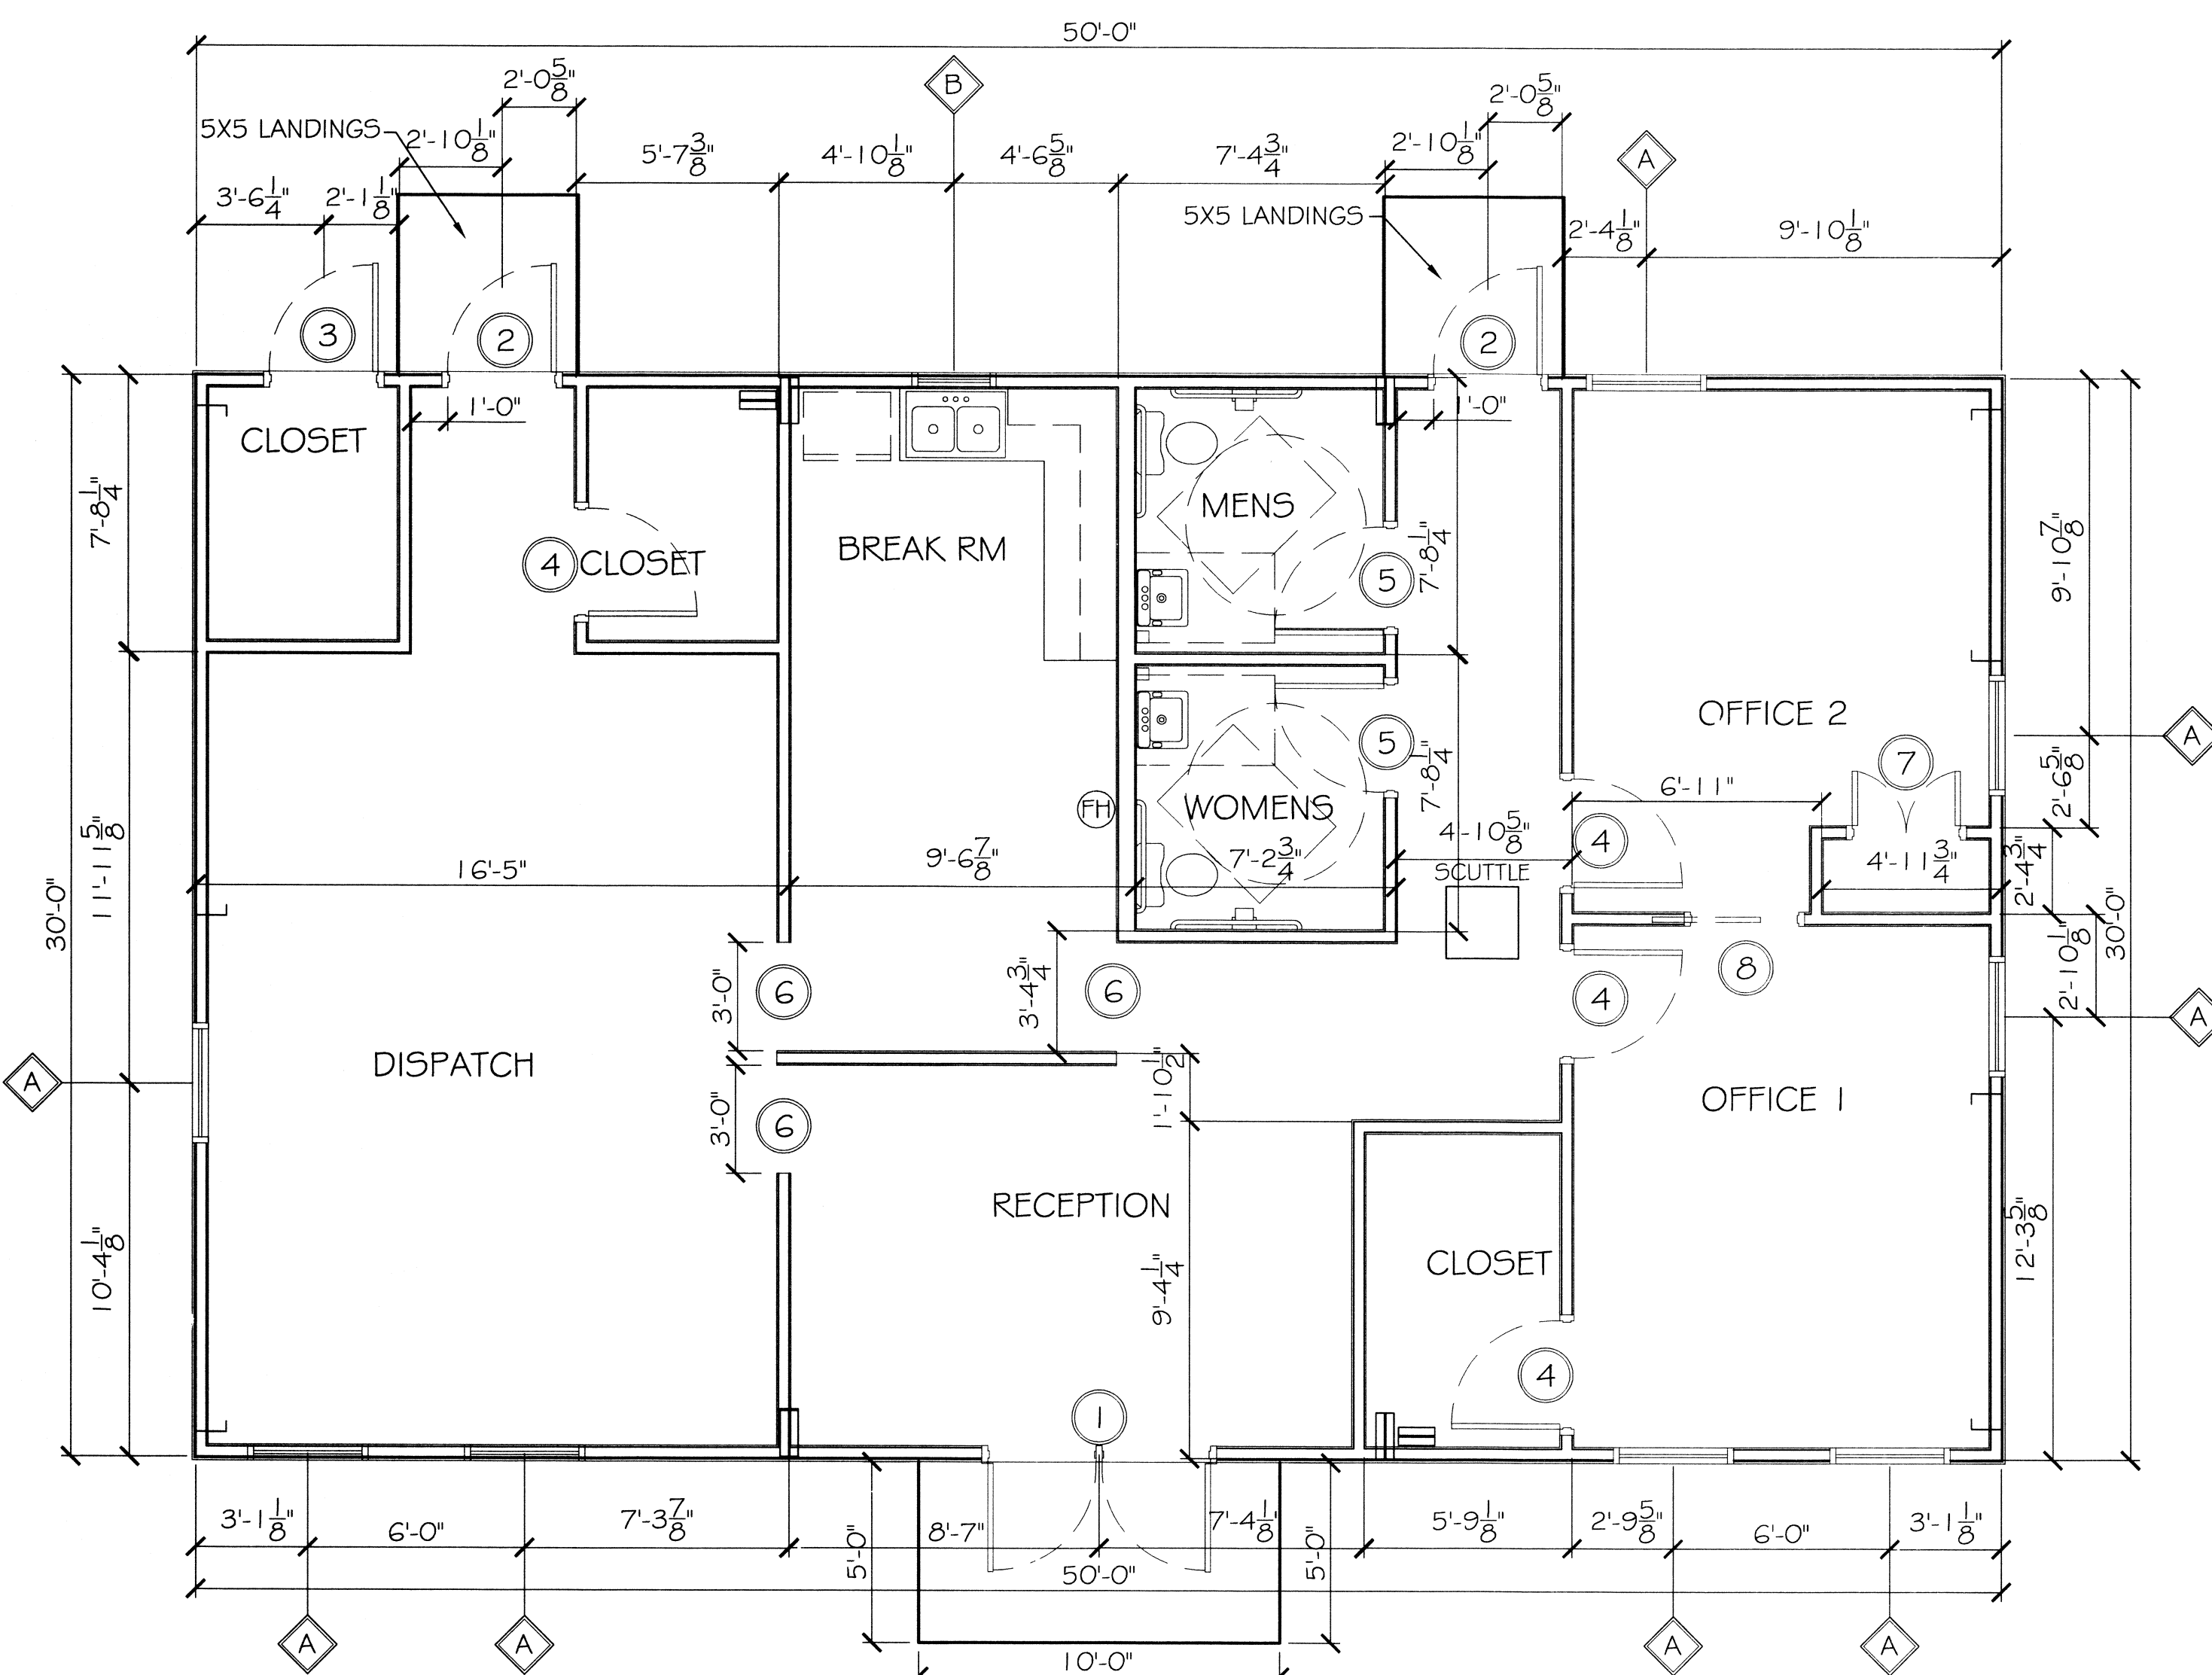 50'-0"
2'-0 5/8"
B
2'-0 5/8"
5X5 LANDINGS
2'-10 1/8"
5'-7 3/8"
4'-10 1/8"
4'-6 5/8"
7'-4 3/4"
2'-10 1/8"
A
3'-6 1/4"
2'-1 1/8"
5X5 LANDINGS
2'-4 1/8"
9'-10 1/8"
3
2
2
1'-0"
1'-0"
CLOSET
7'-8 1/4"
MENS
BREAK RM
4
CLOSET
5
7'-8 1/4"
9'-10 7/8"
OFFICE 2
A
5
7
7'-8 1/4"
6'-11"
2'-6 5/8"
FH
WOMENS
4'-10 5/8"
4
11'-11 5/8"
16'-5"
9'-6 7/8"
7'-2 3/4"
SCUTTLE
4'-11 3/4"
2'-4 3/4"
30'-0"
30'-0"
3'-0"
6
3'-4 3/4"
6
4
8
2'-10 1/8"
A
A
DISPATCH
3'-0"
6
1'-10 1/2"
OFFICE 1
RECEPTION
10'-4 1/8"
9'-4 1/4"
CLOSET
12'-3 5/8"
4
1
3'-1 1/8"
6'-0"
7'-3 7/8"
5'-0"
8'-7"
7'-4 1/8'
5'-0"
5'-9 1/8"
2'-9 5/8"
6'-0"
3'-1 1/8"
50'-0"
A
A
A
A
10'-0"